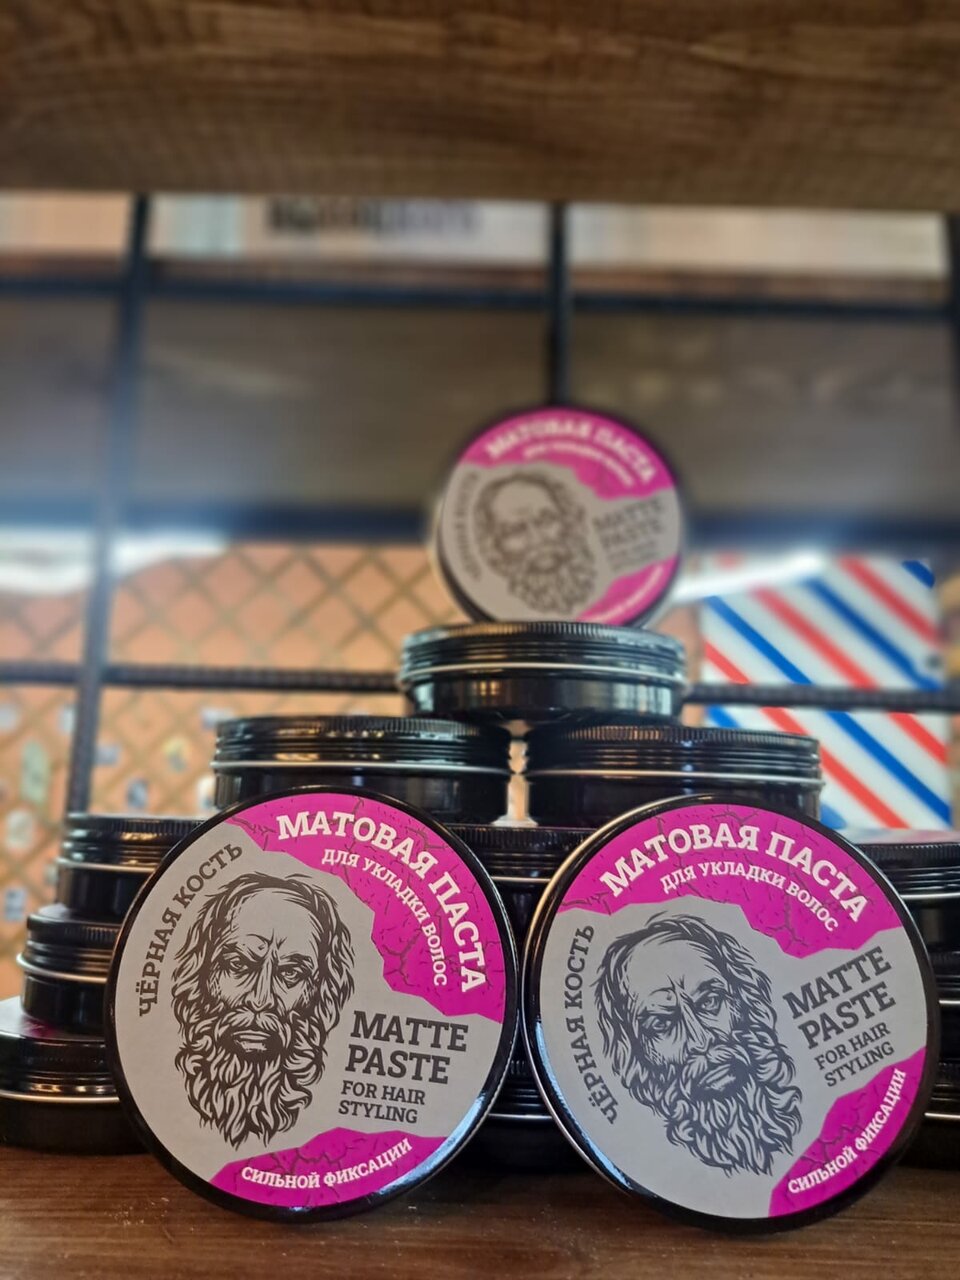 МАТОВАЯ ПАСТА
MATTE
PASTE
МАТОВАЯ ПАСТА
ДЛЯ УКЛАДКИ ВОЛОС
ЧЁРНАЯ КОСТЬ
MATTE
PASTE
FOR HAIR
STYLING
СИЛЬНОЙ ФИКСАЦИИ
МАТОВАЯ ПАСТА
ДЛЯ УКЛАДКИ ВОЛОС
ЧЁРНАЯ КОСТЬ
MATTE
PASTE
FOR HAIR
STYLING
СИЛЬНОЙ ФИКСАЦИИ